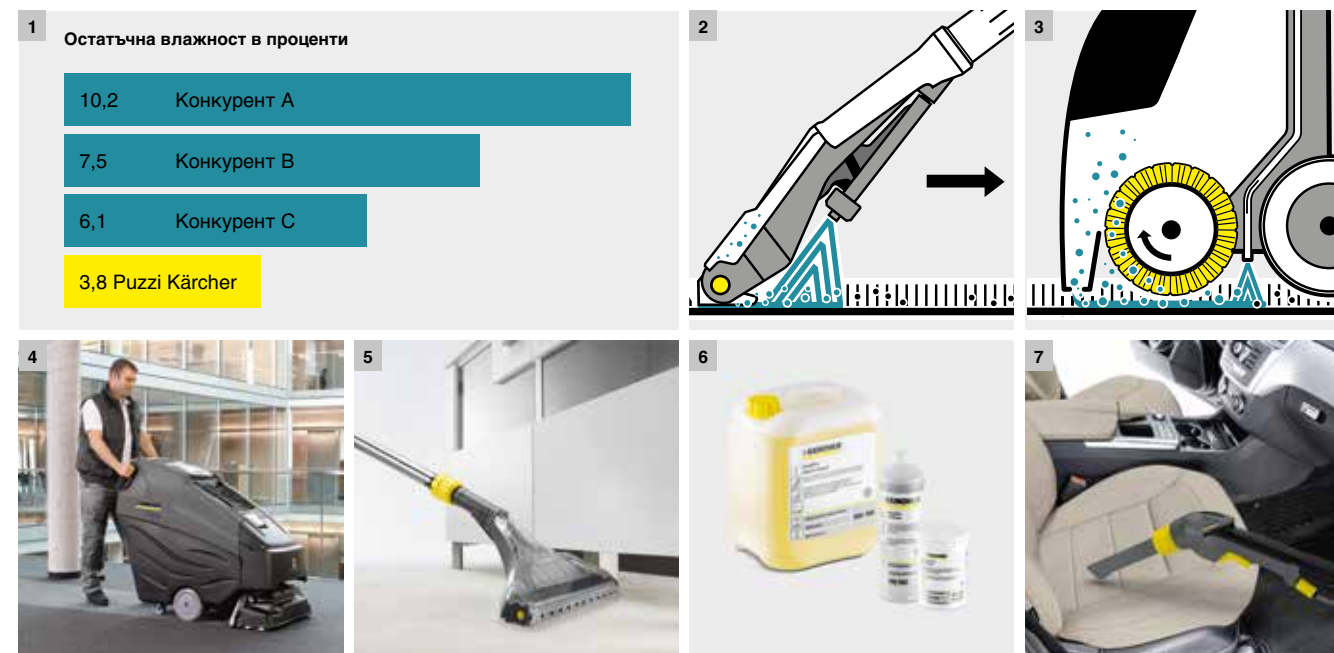 1
Остатъчна влажност в проценти
10,2 Конкурент А
7,5 Конкурент В
6,1 Конкурент С
3,8 Puzzi Kärcher
2
3
4
5
6
KÄRCHER
7